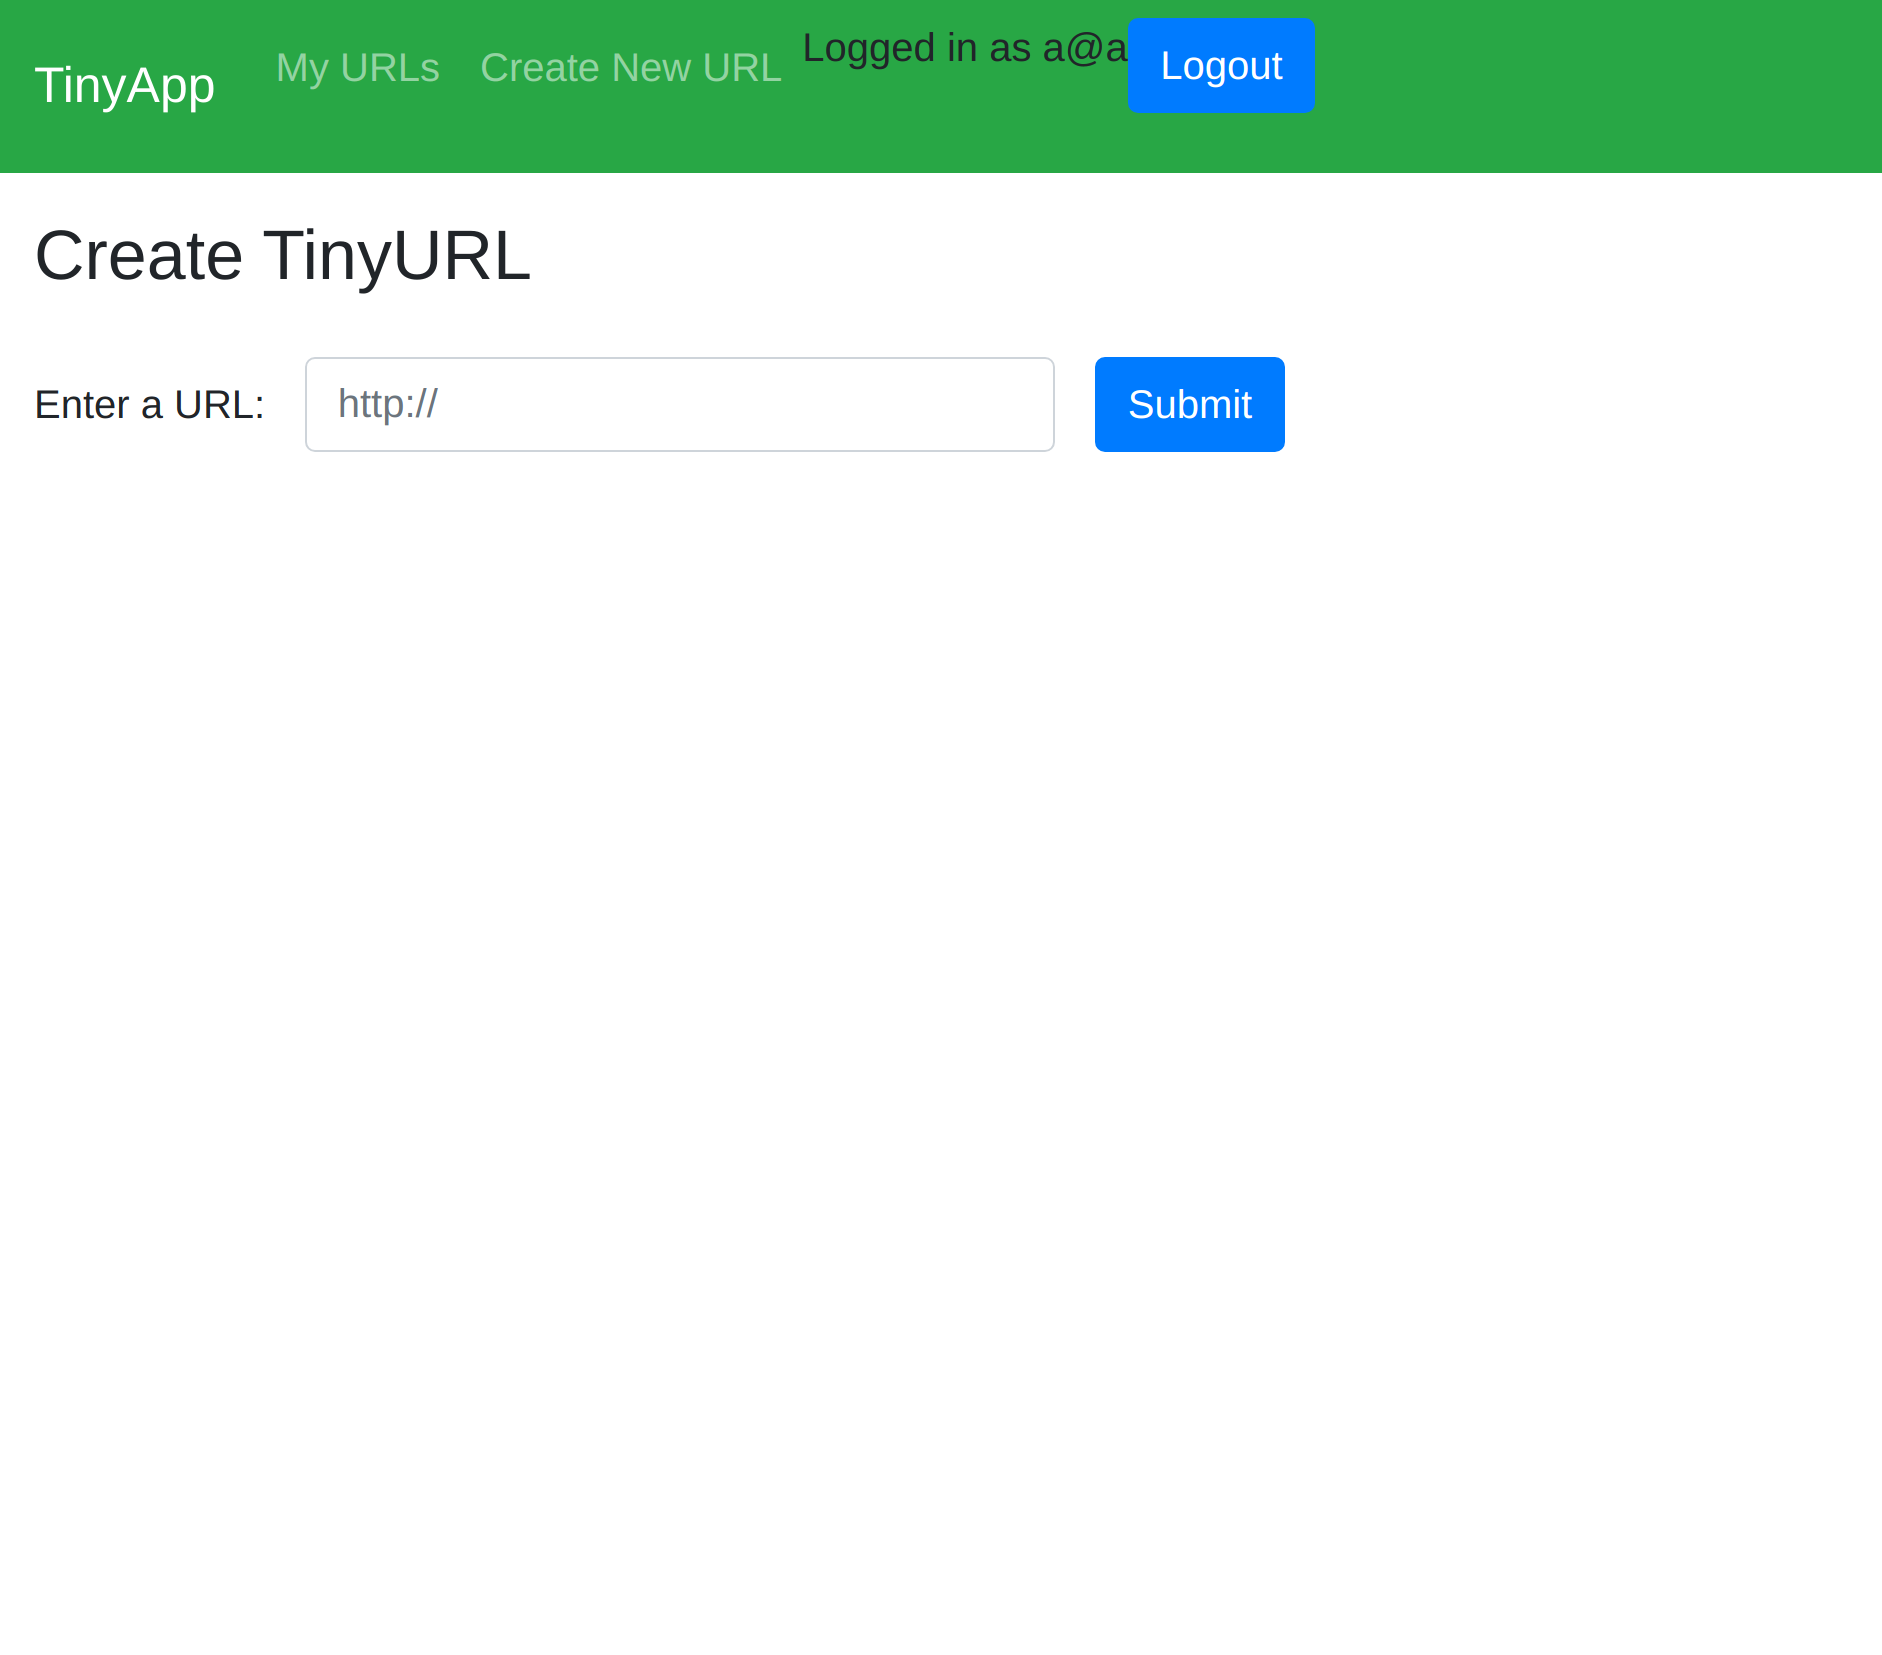 TinyApp My URLs Create New URL Logged in as a@a Logout
Create TinyURL
Enter a URL: http:// Submit